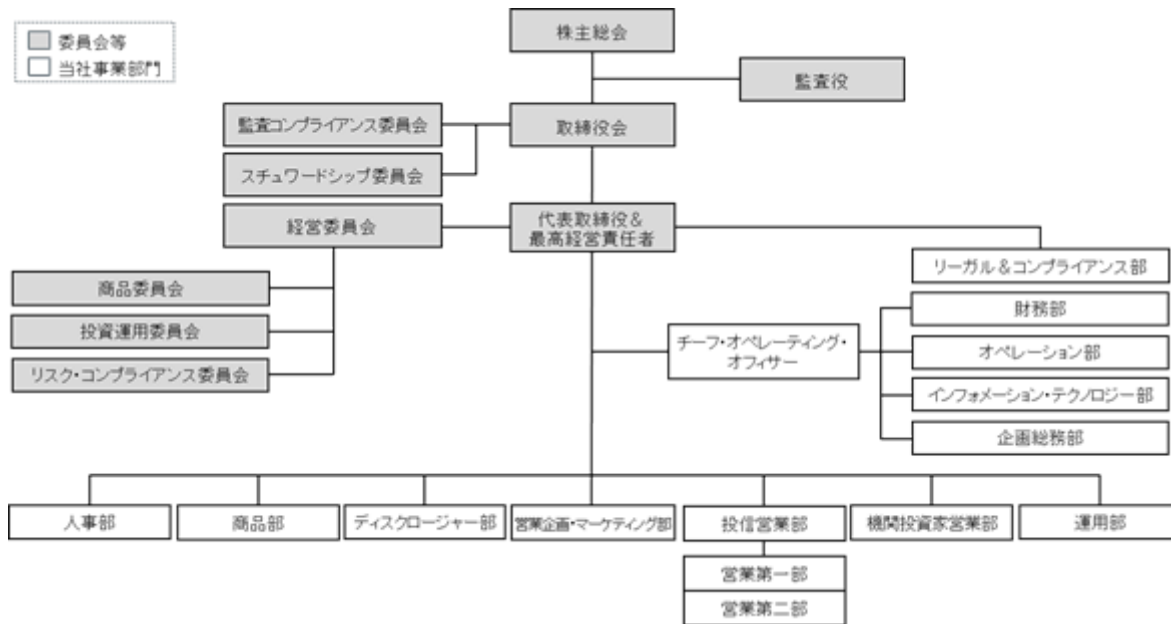 委員会等
当社事業部門
株主総会
監査役
監査コンプライアンス委員会
取締役会
スチュワードシップ委員会
経営委員会
代表取締役＆
最高経営責任者
リーガル＆コンプライアンス部
商品委員会
財務部
投資運用委員会
チーフ・オペレーティング・
オフィサー
オペレーション部
リスク・コンプライアンス委員会
インフォメーション・テクノロジー部
企画総務部
人事部
商品部
ディスクロージャー部
営業企画・マーケティング部
投信営業部
機関投資家営業部
運用部
営業第一部
営業第二部